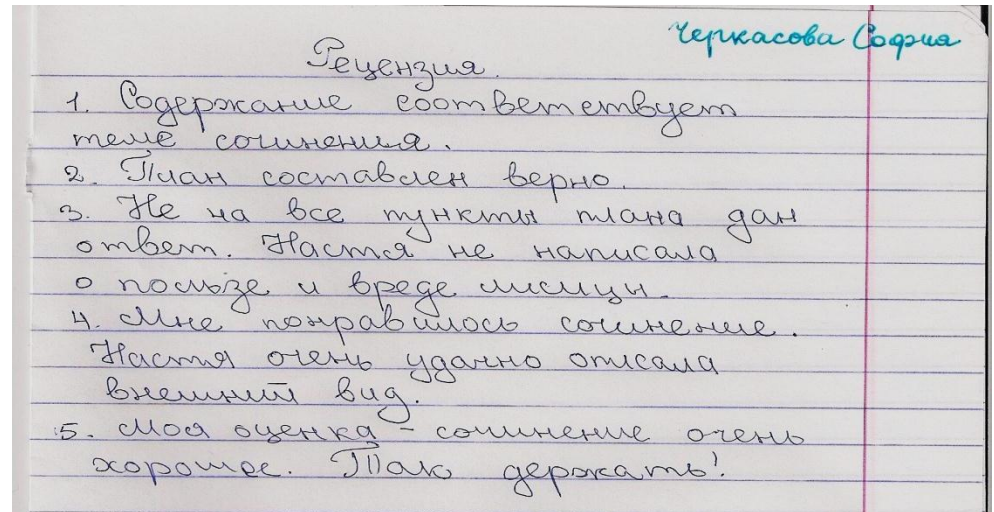 Черкасова София
Рецензия.
1. Содержание соответствует
теме сочинения.
2. План составлен верно.
3. Не на все пункты плана дан
ответ. Настя не написала
о пользе и вреде лисицы.
4. Мне понравилось сочинение.
Настя очень удачно описала
внешний вид.
5. Моя оценка - сочинение очень
хорошее. Так держать!